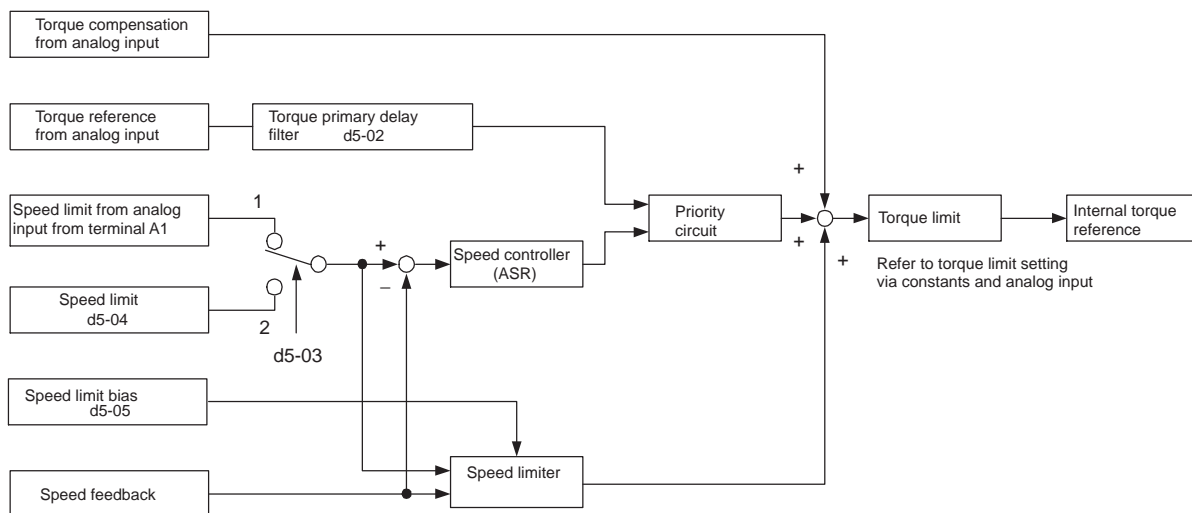 Torque compensation
from analog input
Torque reference
from analog input
Torque primary delay
filter d5-02
Speed limit from analog
input from terminal A1
1
Speed limit
d5-04
2
d5-03
+
−
Speed controller
(ASR)
Priority
circuit
+
+
+
Torque limit
Internal torque
reference
Refer to torque limit setting
via constants and analog input
Speed limit bias
d5-05
Speed feedback
Speed limiter